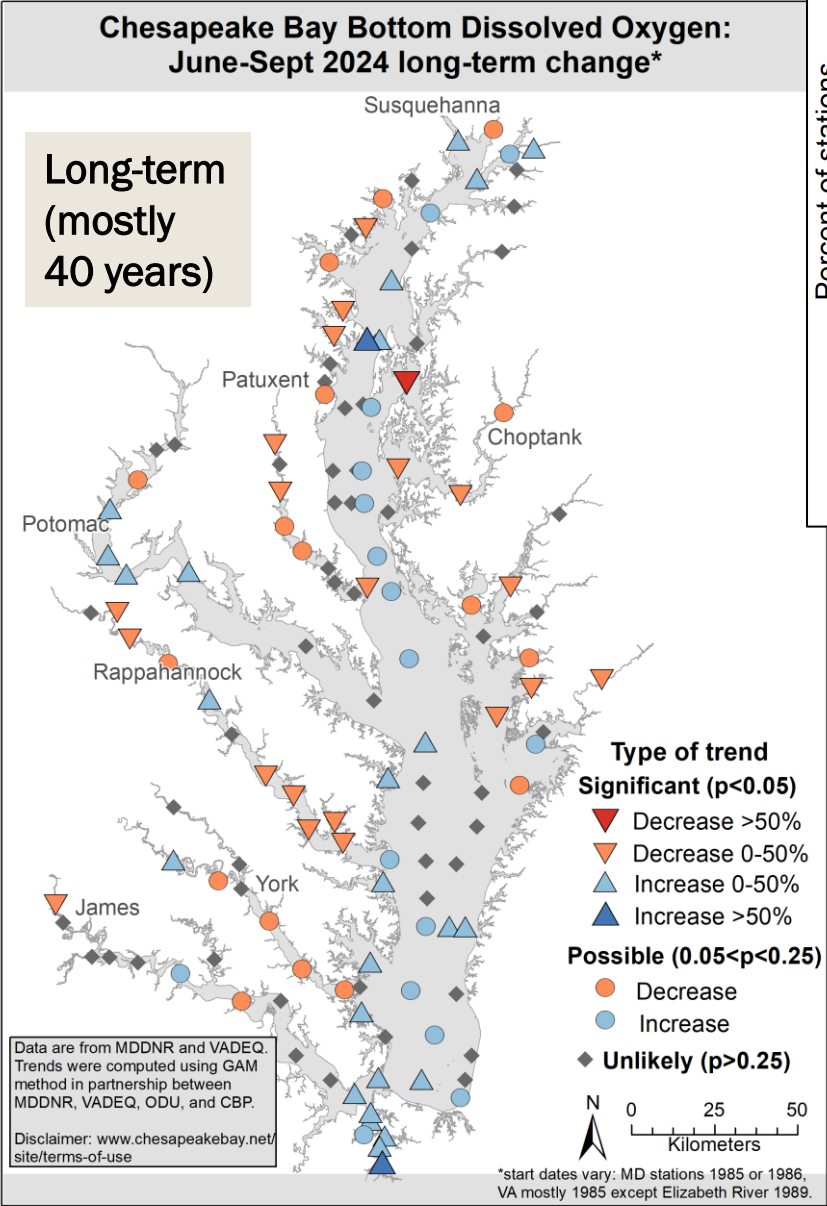 Chesapeake Bay Bottom Dissolved Oxygen:
June-Sept 2024 long-term change*
Percent of stations
Susquehanna
Long-term
(mostly
40 years)
Patuxent
Choptank
Potomac
Rappahannock
York
James
Type of trend
Significant (p<0.05)
Decrease >50%
Decrease 0-50%
Increase 0-50%
Increase >50%
Possible (0.05<p<0.25)
Decrease
Increase
Unlikely (p>0.25)
Data are from MDDNR and VADEQ.
Trends were computed using GAM
method in partnership between
MDDNR, VADEQ, ODU, and CBP.
Disclaimer: www.chesapeakebay.net/
site/terms-of-use
N
0 25 50
Kilometers
*start dates vary: MD stations 1985 or 1986,
VA mostly 1985 except Elizabeth River 1989.